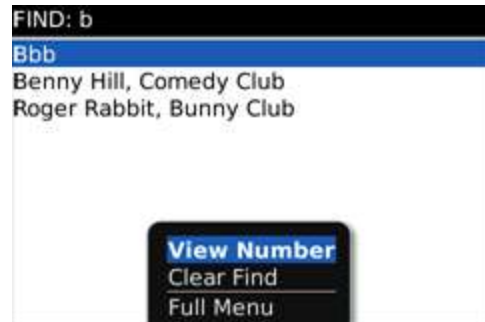 FIND: b
Bbb
Benny Hill, Comedy Club
Roger Rabbit, Bunny Club
View Number
Clear Find
Full Menu